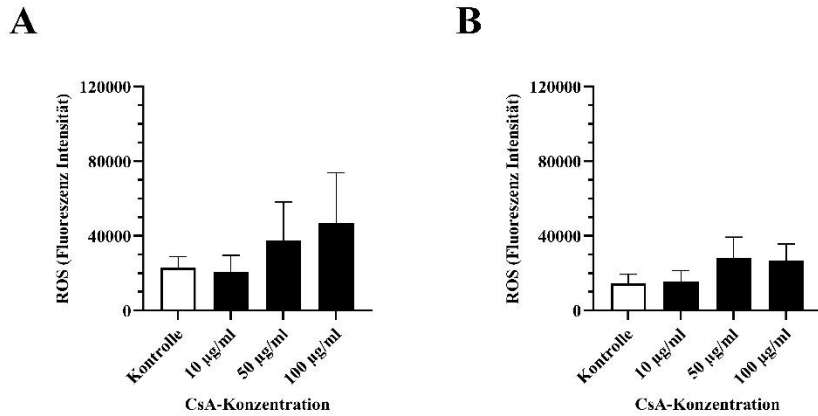 A
ROS (Fluoreszenz Intensität)
120000
80000
40000
0
Kontrolle
10 µg/ml
50 µg/ml
100 µg/ml
CsA-Konzentration
B
ROS (Fluoreszenz Intensität)
120000
80000
40000
0
Kontrolle
10 µg/ml
50 µg/ml
100 µg/ml
CsA-Konzentration